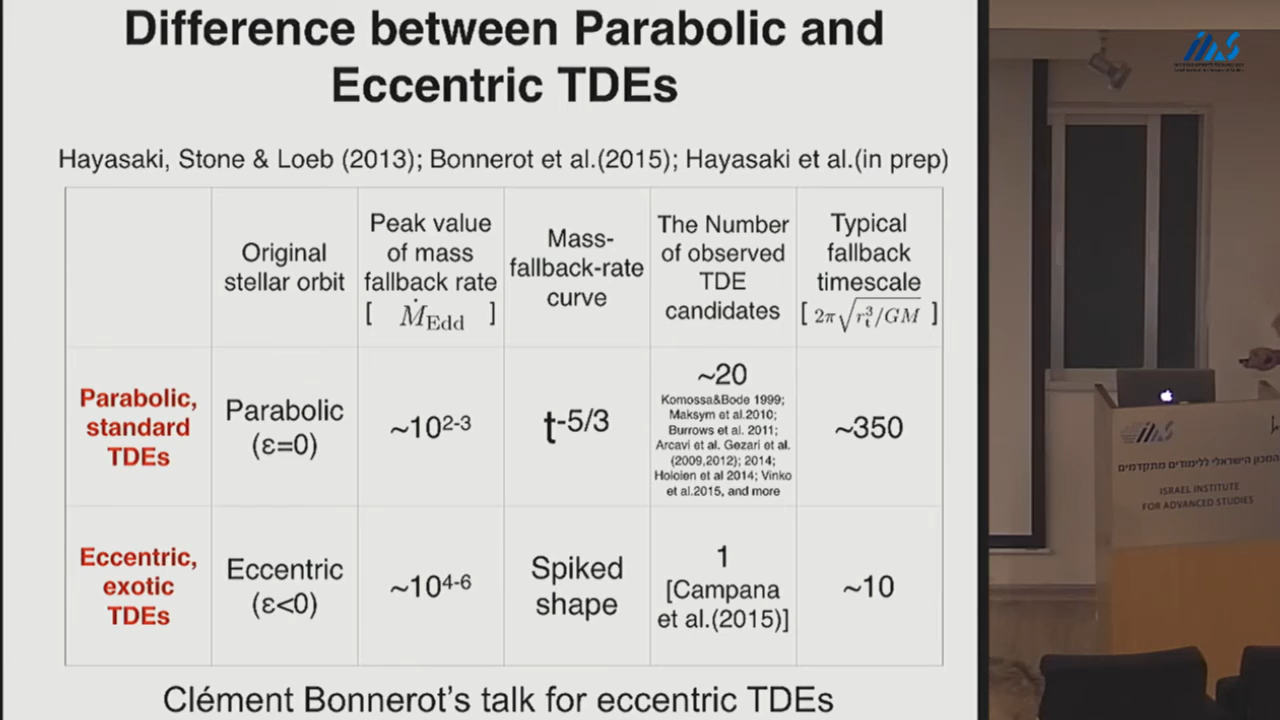 Difference between Parabolic and
Eccentric TDEs
Hayasaki, Stone & Loeb (2013); Bonnerot et al.(2015); Hayasaki et al.(in prep)
Original
stellar orbit
Peak value
of mass
fallback rate
[ Ṁ_Edd ]
Mass-
fallback-rate
curve
The Number
of observed
TDE
candidates
Typical
fallback
timescale
[ 2π√(r_t³/GM) ]
Parabolic,
standard
TDEs
Parabolic
(ε=0)
~10²⁻³
t⁻⁵/³
~20
Komossa&Bode 1999;
Maksym et al.2010;
Burrows et al. 2011;
Arcavi et al. Gezari et al.
(2009,2012); 2014;
Holoien et al 2014; Vinko
et al.2015, and more
~350
Eccentric,
exotic
TDEs
Eccentric
(ε<0)
~10⁴⁻⁶
Spiked
shape
1
[Campana
et al.(2015)]
~10
Clément Bonnerot's talk for eccentric TDEs
המכון הישראלי ללימודים מתקדמים
ISRAEL INSTITUTE
FOR ADVANCED STUDIES